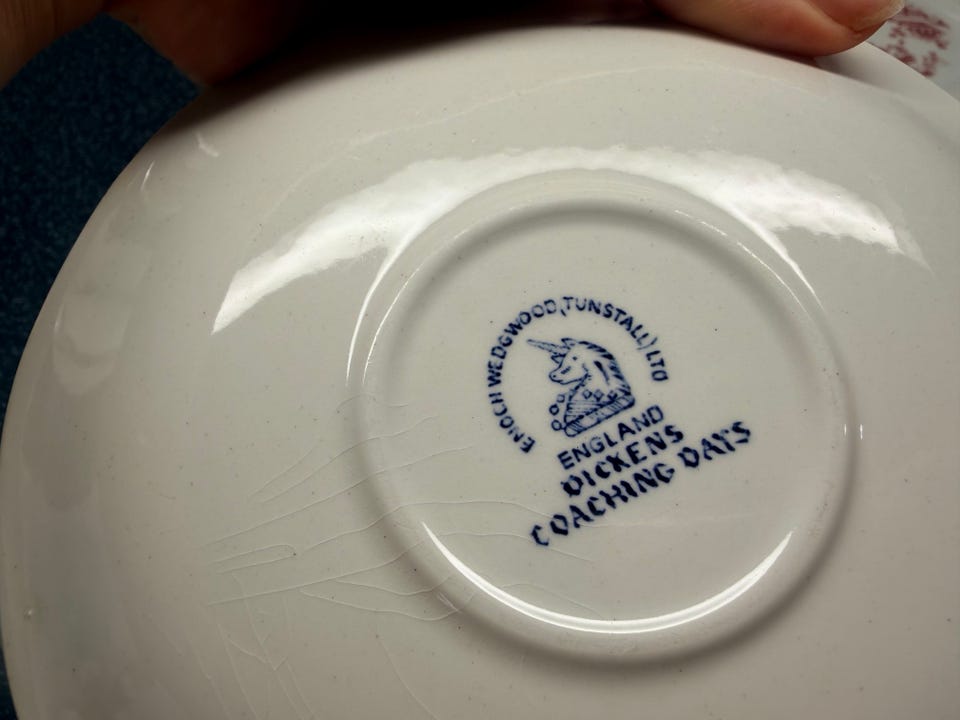 ENOCH WEDGWOOD (TUNSTALL) LTD
ENGLAND
DICKENS
COACHING DAYS